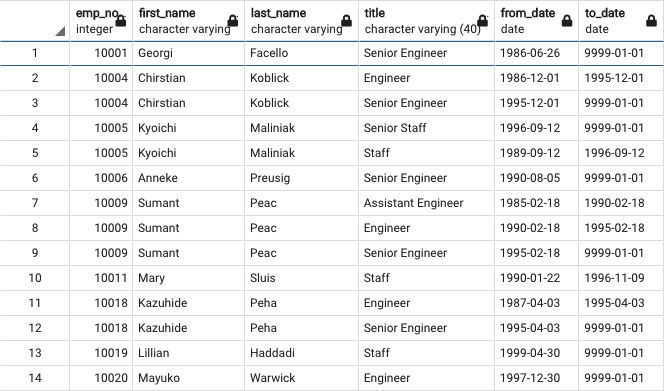 emp_no first_name last_name title from_date to_date
integer character varying character varying character varying (40) date date
1 10001 Georgi Facello Senior Engineer 1986-06-26 9999-01-01
2 10004 Chirstian Koblick Engineer 1986-12-01 1995-12-01
3 10004 Chirstian Koblick Senior Engineer 1995-12-01 9999-01-01
4 10005 Kyoichi Maliniak Senior Staff 1996-09-12 9999-01-01
5 10005 Kyoichi Maliniak Staff 1989-09-12 1996-09-12
6 10006 Anneke Preusig Senior Engineer 1990-08-05 9999-01-01
7 10009 Sumant Peac Assistant Engineer 1985-02-18 1990-02-18
8 10009 Sumant Peac Engineer 1990-02-18 1995-02-18
9 10009 Sumant Peac Senior Engineer 1995-02-18 9999-01-01
10 10011 Mary Sluis Staff 1990-01-22 1996-11-09
11 10018 Kazuhide Peha Engineer 1987-04-03 1995-04-03
12 10018 Kazuhide Peha Senior Engineer 1995-04-03 9999-01-01
13 10019 Lillian Haddadi Staff 1999-04-30 9999-01-01
14 10020 Mayuko Warwick Engineer 1997-12-30 9999-01-01